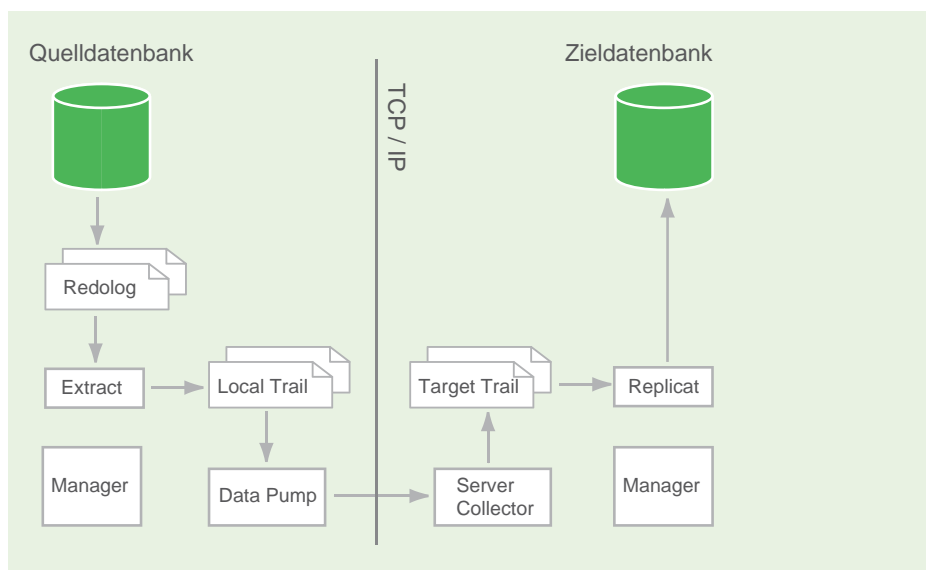 Quelldatenbank
Zieldatenbank
TCP / IP
Redolog
Extract
Local Trail
Target Trail
Replicat
Manager
Data Pump
Server
Collector
Manager